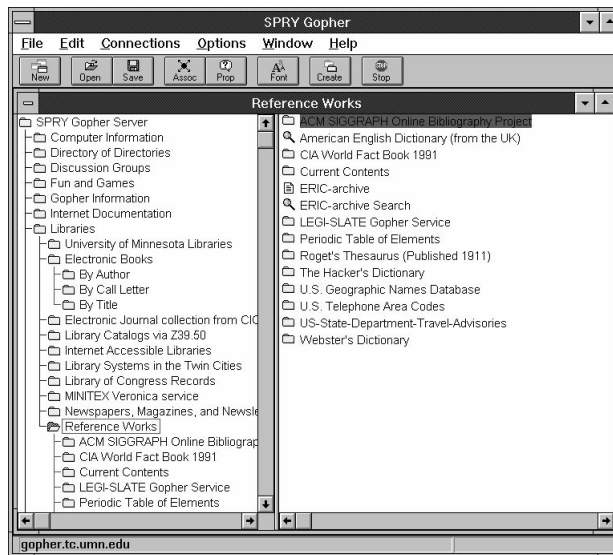 SPRY Gopher
File Edit Connections Options Window Help
New Open Save Assoc Prop Font Create Stop
Reference Works
SPRY Gopher Server
Computer Information
Directory of Directories
Discussion Groups
Fun and Games
Gopher Information
Internet Documentation
Libraries
University of Minnesota Libraries
Electronic Books
By Author
By Call Letter
By Title
Electronic Journal collection from CIC
Library Catalogs via Z39.50
Internet Accessible Libraries
Library Systems in the Twin Cities
Library of Congress Records
MINITEX Veronica service
Newspapers, Magazines, and Newsle
Reference Works
ACM SIGGRAPH Online Bibliograp
CIA World Fact Book 1991
Current Contents
LEGI-SLATE Gopher Service
Periodic Table of Elements
ACM SIGGRAPH Online Bibliography Project
American English Dictionary (from the UK)
CIA World Fact Book 1991
Current Contents
ERIC-archive
ERIC-archive Search
LEGI-SLATE Gopher Service
Periodic Table of Elements
Roget's Thesaurus (Published 1911)
The Hacker's Dictionary
U.S. Geographic Names Database
U.S. Telephone Area Codes
US-State-Department-Travel-Advisories
Webster's Dictionary
gopher.tc.umn.edu